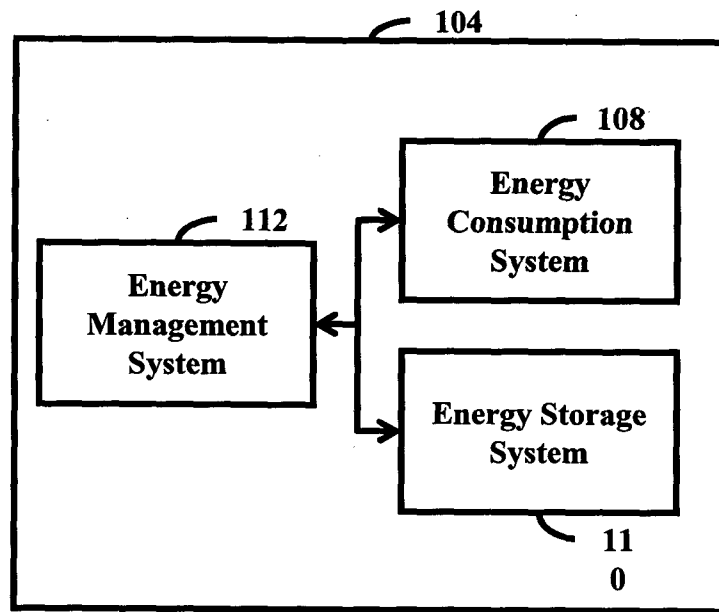 104
108
Energy
Consumption
System
112
Energy
Management
System
Energy Storage
System
11
0